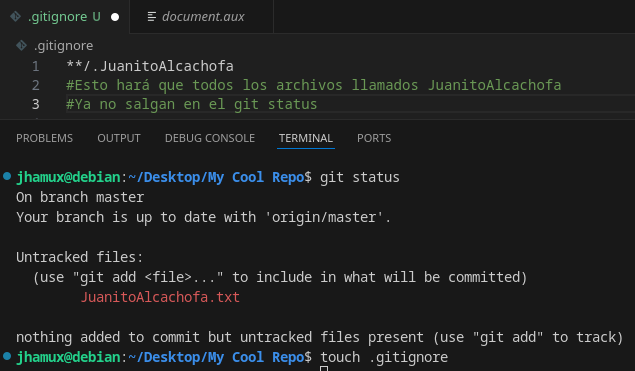 .gitignore U
document.aux
.gitignore
1 **/.JuanitoAlcachofa
2 #Esto hará que todos los archivos llamados JuanitoAlcachofa
3 #Ya no salgan en el git status
PROBLEMS OUTPUT DEBUG CONSOLE TERMINAL PORTS
jhamux@debian:~/Desktop/My Cool Repo$ git status
On branch master
Your branch is up to date with 'origin/master'.
Untracked files:
(use "git add <file>..." to include in what will be committed)
JuanitoAlcachofa.txt
nothing added to commit but untracked files present (use "git add" to track)
jhamux@debian:~/Desktop/My Cool Repo$ touch .gitignore